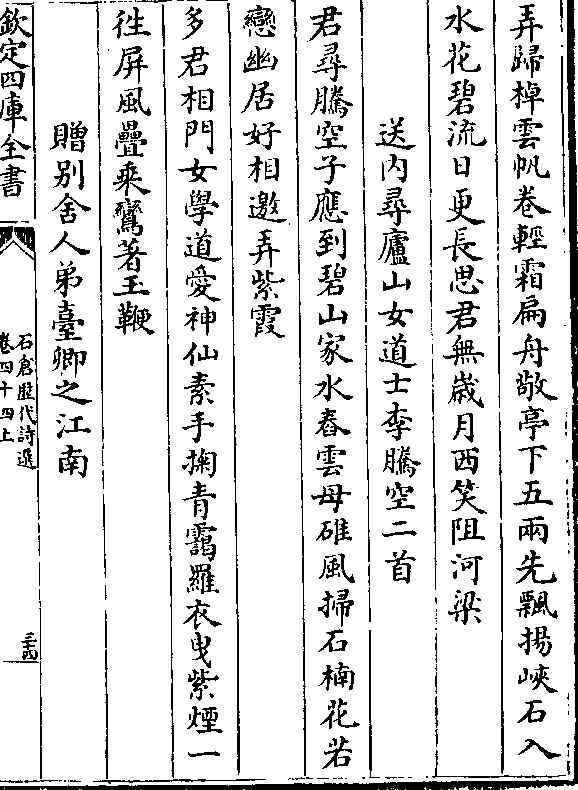 弄歸棹雲帆卷輕霜扁舟敬亭下五兩先飄揚峽石入
水花碧流日更長思君無歲月西笑阻河梁
送内尋廬山女道士李騰空二首
君尋騰空子應到碧山家水舂雲母碓風掃石楠花若
戀幽居好相邀弄紫霞
多君相門女學道愛神仙素手掬青靄羅衣曳紫煙一
徃屏風疊乘鸞著玉鞭
贈别舍人弟臺卿之江南
欽定四庫全書
石倉歷代詩選
卷四十四上
三十四